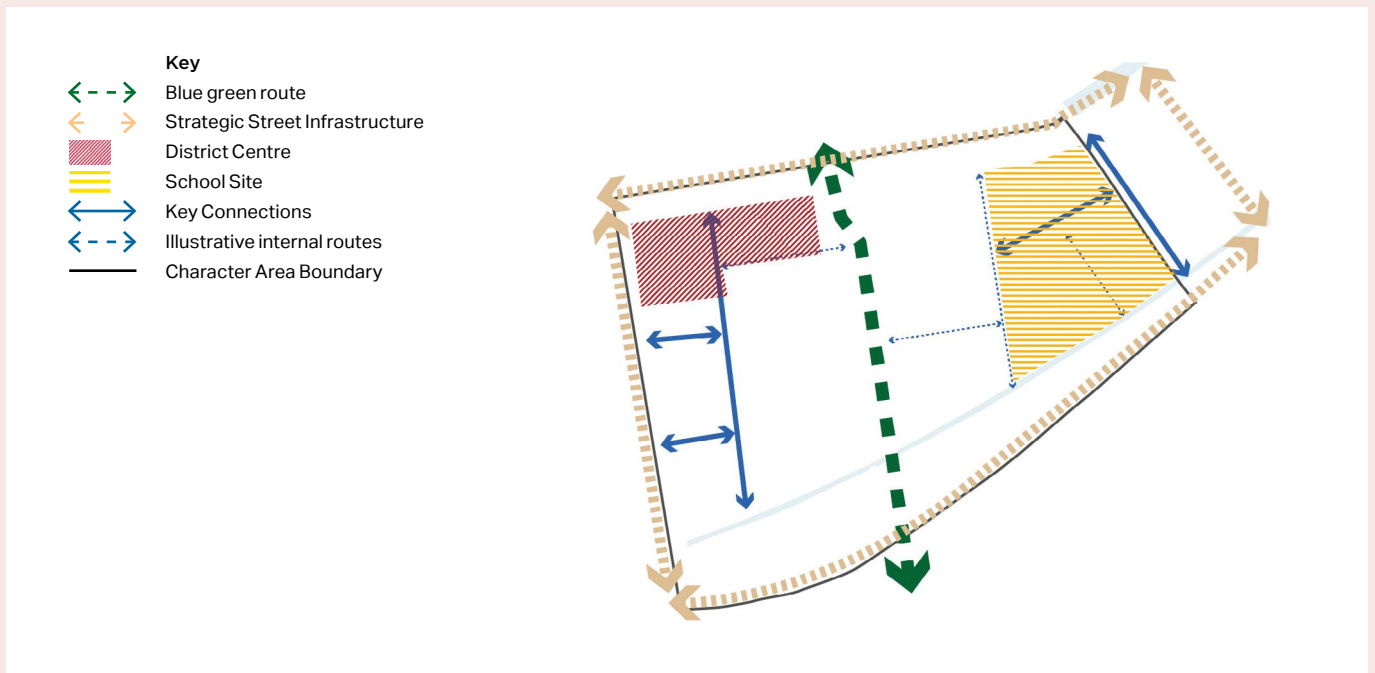 Key
Blue green route
Strategic Street Infrastructure
District Centre
School Site
Key Connections
Illustrative internal routes
Character Area Boundary